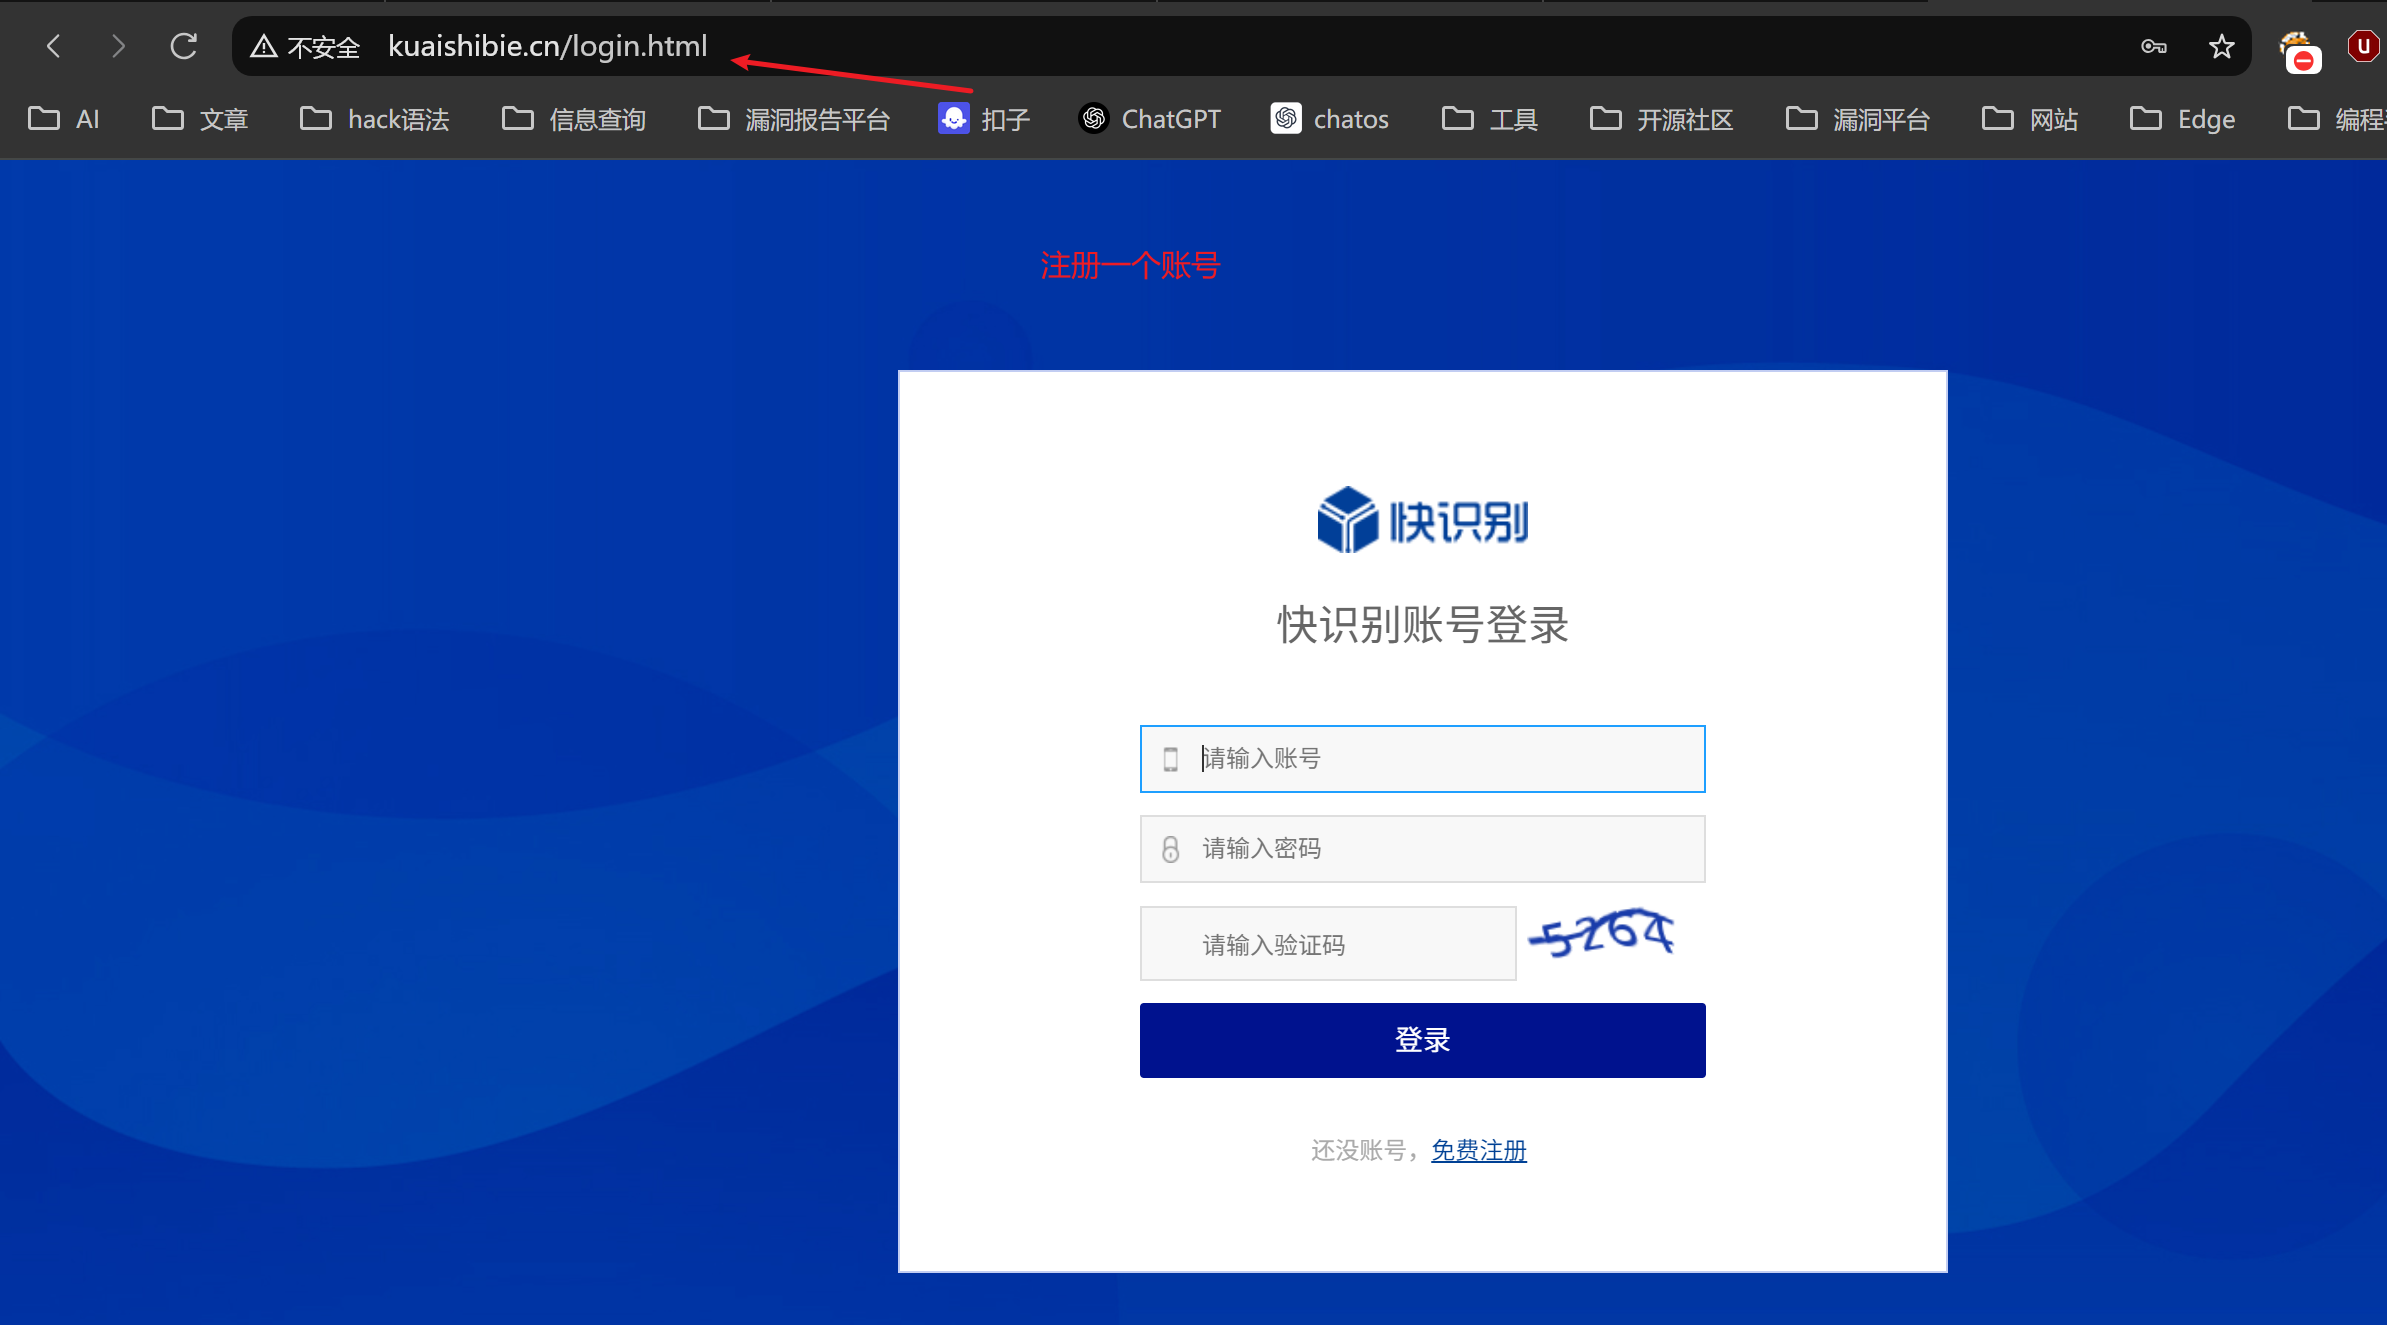 不安全 kuaishibie.cn/login.html
AI 文章 hack语法 信息查询 漏洞报告平台 扣子 ChatGPT chatos 工具 开源社区 漏洞平台 网站 Edge 编程
注册一个账号
快识别
快识别账号登录
请输入账号
请输入密码
请输入验证码 5264
登录
还没账号，免费注册